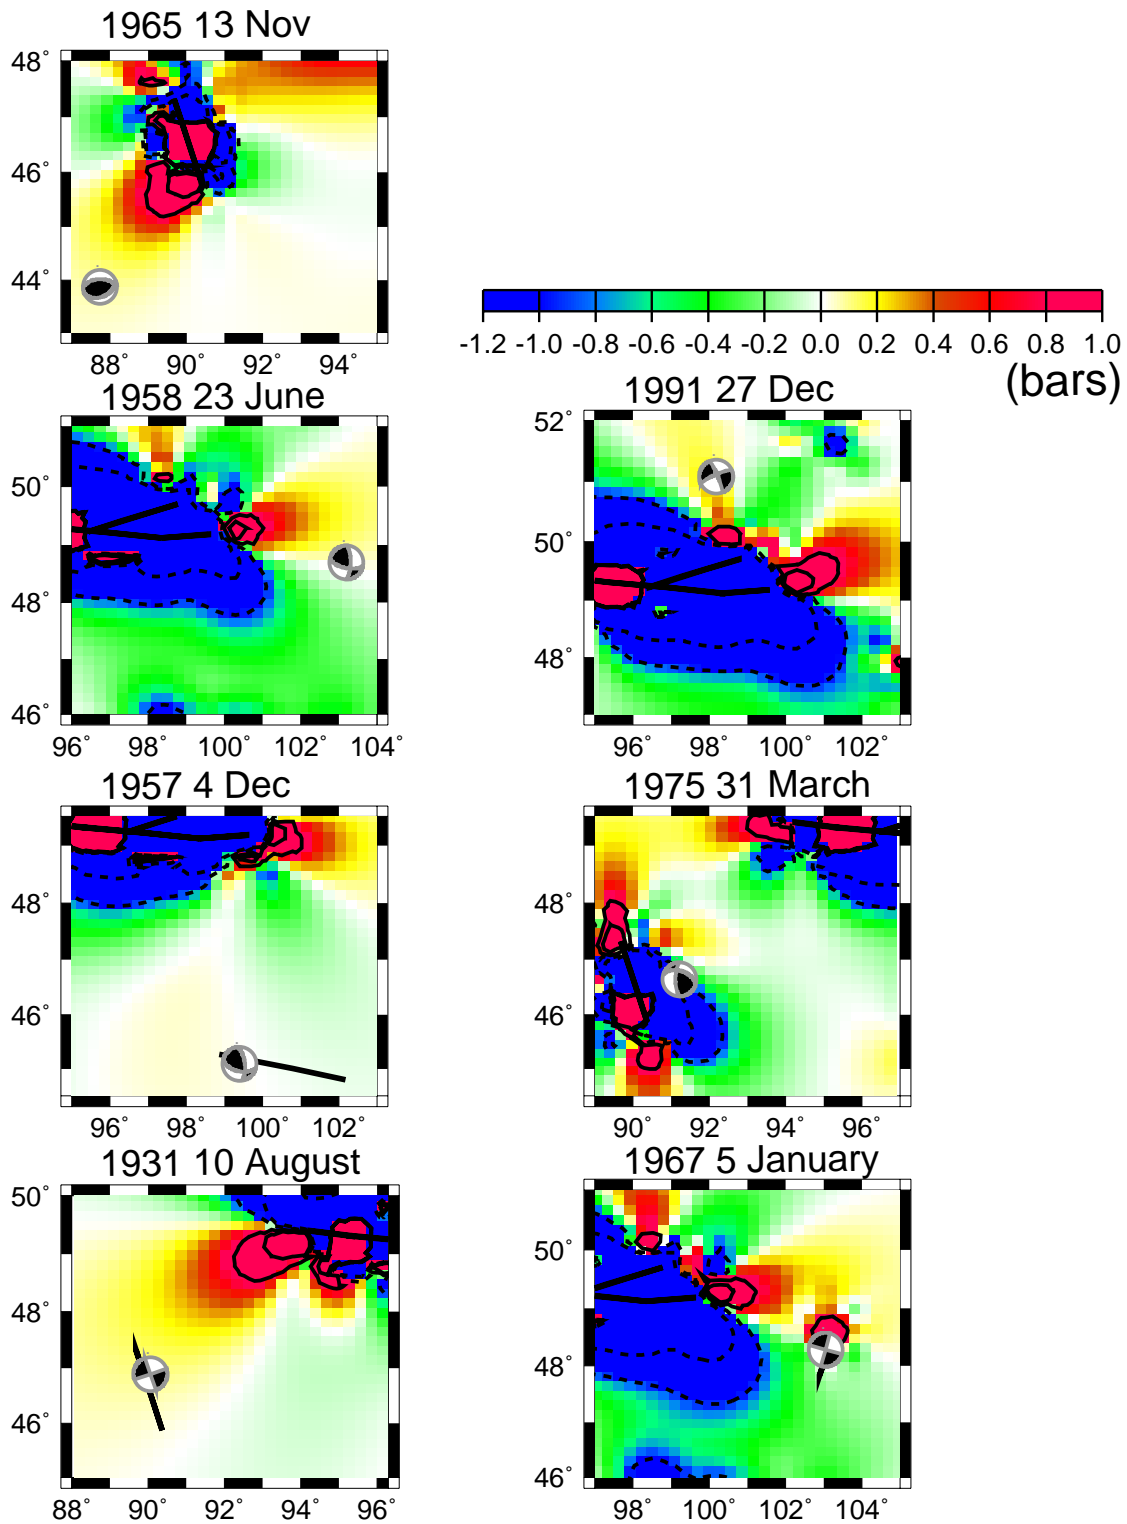 1965 13 Nov
48°
46°
44°
88° 90° 92° 94°
-1.2 -1.0 -0.8 -0.6 -0.4 -0.2 0.0 0.2 0.4 0.6 0.8 1.0
(bars)
1958 23 June
50°
48°
46°
96° 98° 100° 102° 104°
1991 27 Dec
52°
50°
48°
96° 98° 100° 102°
1957 4 Dec
48°
46°
96° 98° 100° 102°
1975 31 March
48°
46°
90° 92° 94° 96°
1931 10 August
50°
48°
46°
88° 90° 92° 94° 96°
1967 5 January
50°
48°
46°
98° 100° 102° 104°